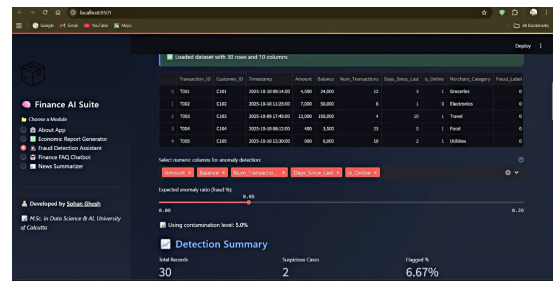 localhost:8501
Google
Gmail
YouTube
Maps
All Bookmarks
Deploy
Loaded dataset with 30 rows and 10 columns.
Transaction_ID Customer_ID Timestamp Amount Balance Num_Transactions Days_Since_Last Is_Online Merchant_Category Fraud_Label
0 T001 C101 2025-10-10 09:14:00 4,500 24,000 12 3 1 Groceries 0
1 T002 C102 2025-10-10 11:25:00 7,000 50,000 8 1 0 Electronics 0
2 T003 C103 17:45:00 12,000 150,000 4 10 1 Travel 0
3 T004 C104 2025-10-10 08:12:00 400 3,500 23 0 1 Food 0
4 T005 C105 2025-10-10 12:30:00 900 6,000 19 2 1 Utilities 0
Finance AI Suite
Choose a Module
About App
Economic Report Generator
Fraud Detection Assistant
Finance FAQ Chatbot
News Summarizer
Select numeric columns for anomaly detection:
Amount × Balance × Num_Transactio... × Days_Since_Last × Is_Online ×
Expected anomaly ratio (fraud %):
0.05
0.00 0.20
Developed by Sohan Ghosh
M.Sc. in Data Science & AI, University
of Calcutta
Using contamination level: 5.0%
Detection Summary
Total Records Suspicious Cases Flagged %
30 2 6.67%